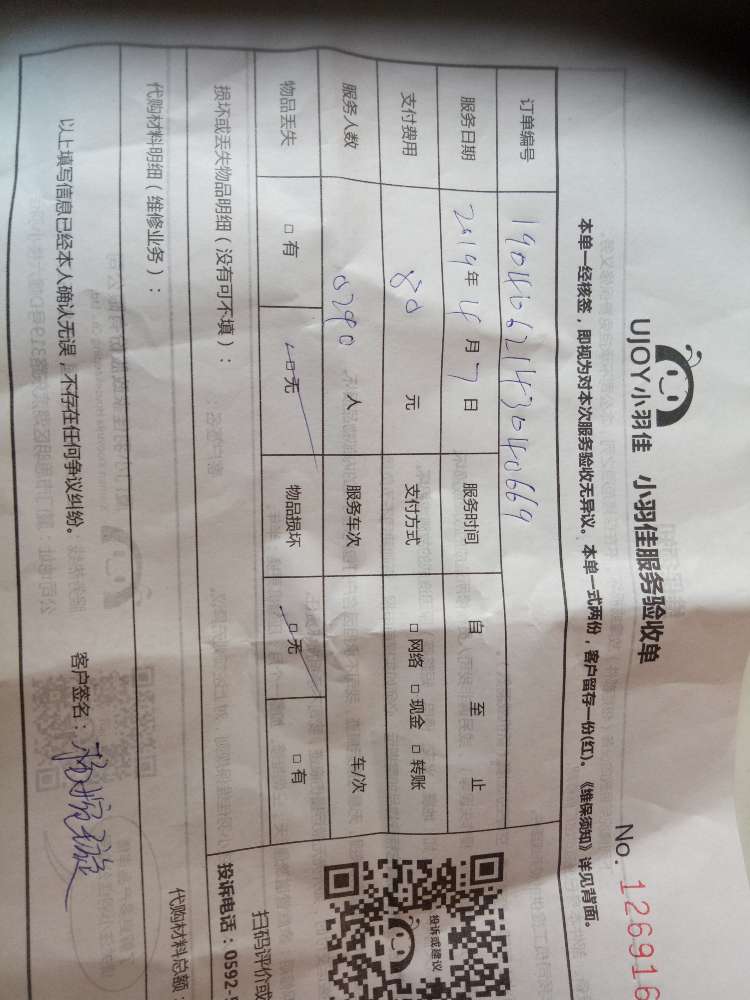 UJOY小羽佳 小羽佳服务验收单
No. 126916
本单一经核签，即视为对本次服务验收无异议。本单一式两份，客户留存一份(红)。《维保须知》详见背面。
订单编号 1904062143040669
服务日期 2019年4月7日 服务时间 自 至 止
支付费用 80 元 支付方式 □ 网络 □ 现金 □ 转账
服务人数 0290 人 服务车次 车/次
物品丢失 □ 有 □ 无 物品损坏 □ 无 □ 有
损坏或丢失物品明细（没有可不填）：
代购材料明细（维修业务）：
代购材料总额：
以上填写信息已经本人确认无误，不存在任何争议纠纷。 客户签名：
投诉或建议
扫码评价或
投诉电话：0592-5